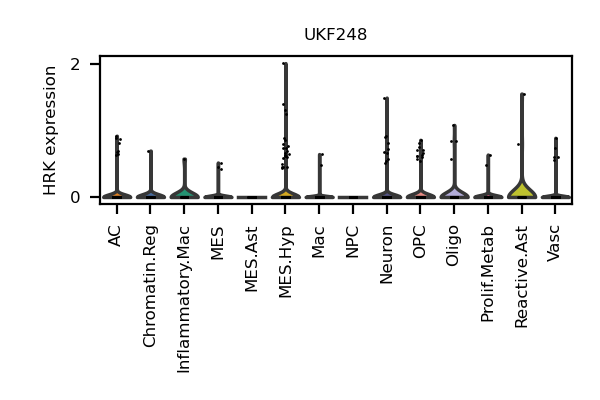 UKF248
HRK expression
2
0
AC
Chromatin.Reg
Inflammatory.Mac
MES
MES.Ast
MES.Hyp
Mac
NPC
Neuron
OPC
Oligo
Prolif.Metab
Reactive.Ast
Vasc